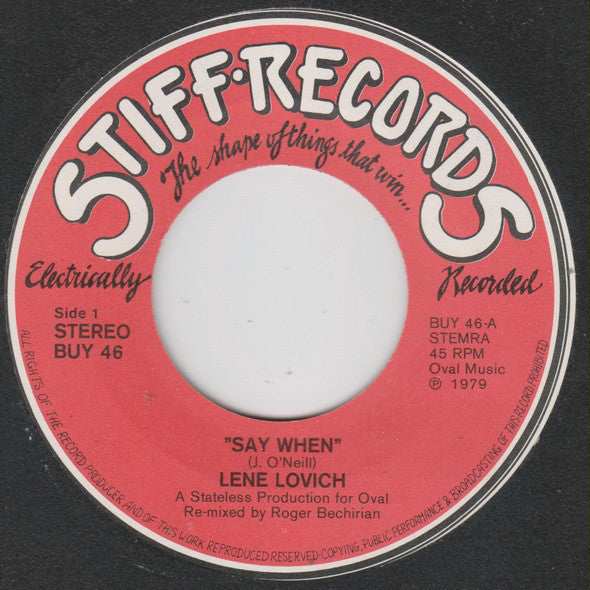 STIFF·RECORDS
"The shape of things that win...
Electrically
Recorded
Side 1
STEREO
BUY 46
BUY 46-A
STEMRA
45 RPM
Oval Music
℗ 1979
"SAY WHEN"
(J. O'Neill)
LENE LOVICH
A Stateless Production for Oval
Re-mixed by Roger Bechirian
ALL RIGHTS OF THE RECORD PRODUCER AND OF THIS WORK REPRODUCED RESERVED·COPYING, PUBLIC PERFORMANCE & BROADCASTING OF THIS RECORD PROHIBITED